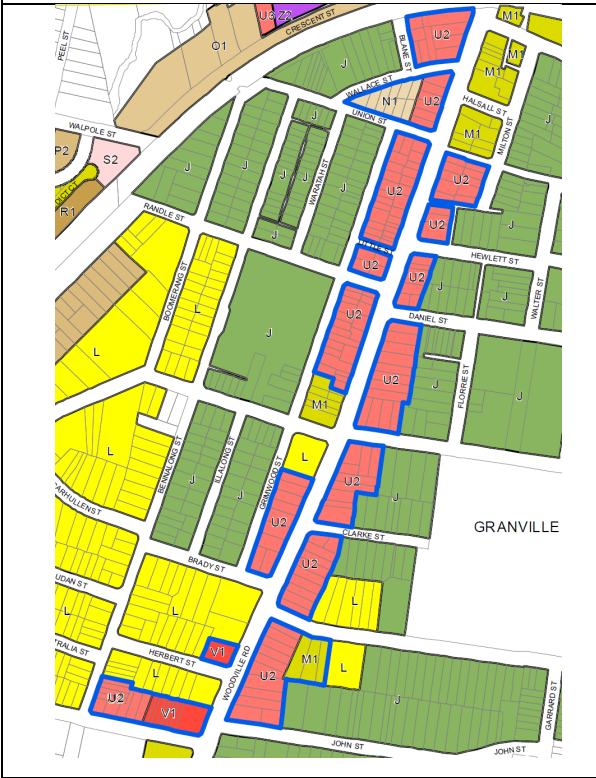 U3 Z2
CRESCENT ST
O1
PEEL ST
J
BLANE ST
U2
M1
M1
M1
WALLACE ST
N1
U2
UNION ST
HALSALL ST
M1
MILTON ST
J
WALPOLE ST
P2
S2
R1
J
J
J
J
J
WARATAH ST
J
J
U2
U2
U2
J
RANDLE ST
BOOMERANG ST
L
L
J
U2
HEWLETT ST
U2
J
J
WALTER ST
DANIEL ST
U2
U2
J
FLORRIE ST
J
M1
L
BENNALONG ST
J
ILLALONG ST
J
GRIMWOOD ST
L
U2
U2
J
GRANVILLE
CLARKE ST
BRADY ST
L
U2
L
L
L
HERBERT ST
V1
WOODVILLE RD
U2
M1
L
J
L
U2
V1
JOHN ST
JOHN ST
GARRARD ST